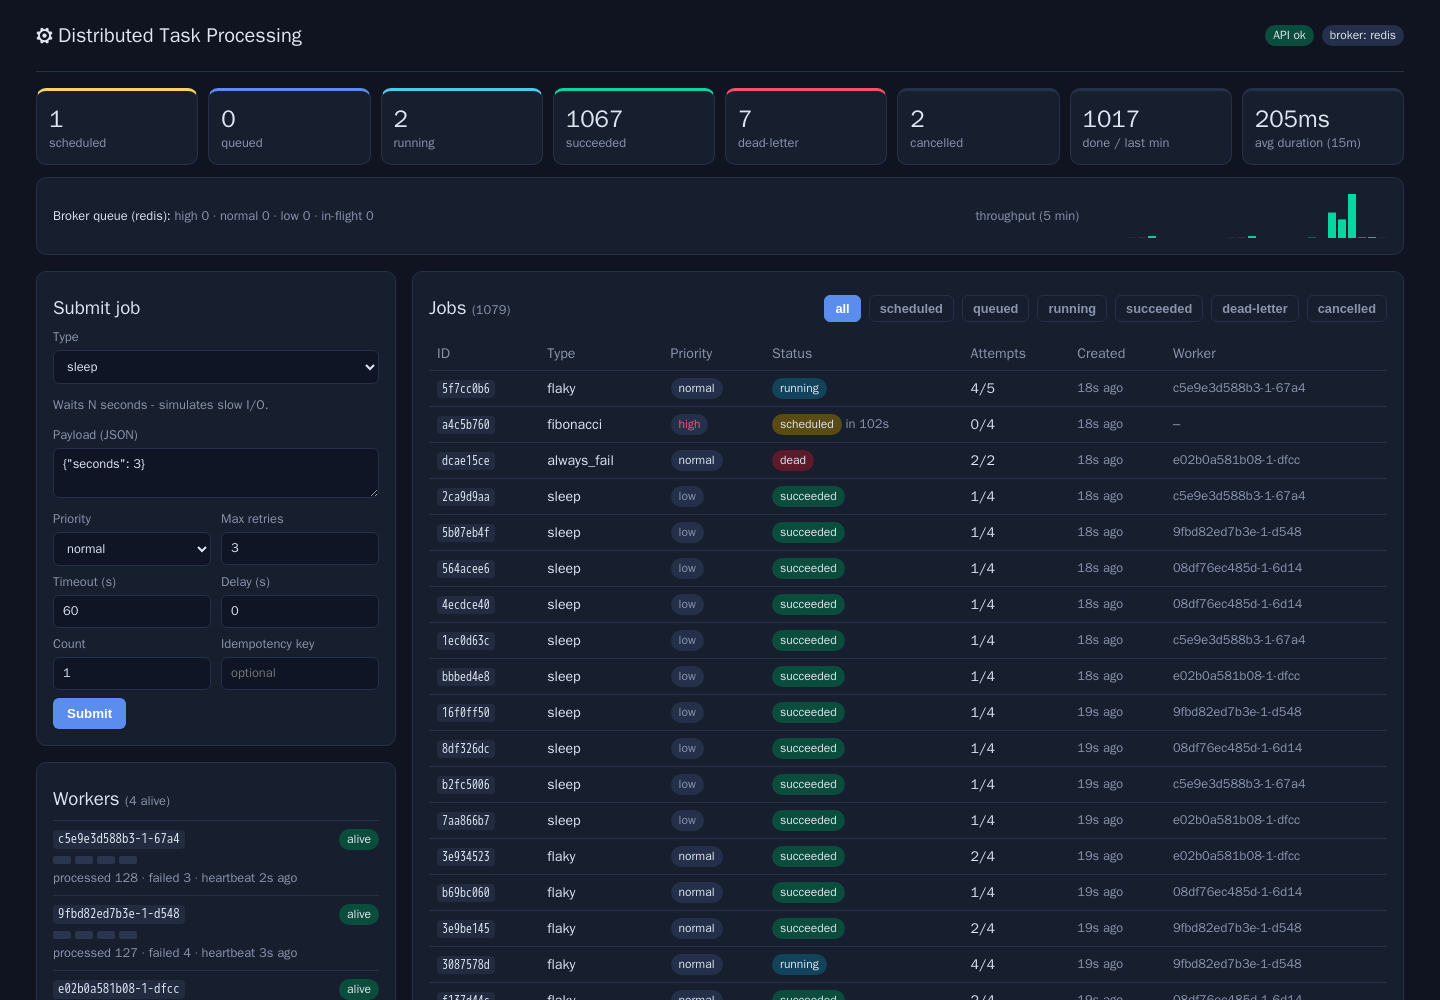 Distributed Task Processing
API ok broker: redis
1 0 2 1067 7 2 1017 205ms
scheduled queued running succeeded dead-letter cancelled done / last min avg duration (15m)
Broker queue (redis): high 0 · normal 0 · low 0 · in-flight 0
throughput (5 min)
Submit job
Type
sleep
Waits N seconds - simulates slow I/O.
Payload (JSON)
{"seconds": 3}
Priority Max retries
normal 3
Timeout (s) Delay (s)
60 0
Count Idempotency key
1 optional
Submit
Workers (4 alive)
c5e9e3d588b3-1-67a4 alive
processed 128 · failed 3 · heartbeat 2s ago
9fbd82ed7b3e-1-d548 alive
processed 127 · failed 4 · heartbeat 3s ago
e02b0a581b08-1-dfcc alive
Jobs (1079)
all scheduled queued running succeeded dead-letter cancelled
ID Type Priority Status Attempts Created Worker
5f7cc0b6 flaky normal running 4/5 18s ago c5e9e3d588b3-1-67a4
a4c5b760 fibonacci high scheduled in 102s 0/4 18s ago –
dcae15ce always_fail normal dead 2/2 18s ago e02b0a581b08-1-dfcc
2ca9d9aa sleep low succeeded 1/4 18s ago c5e9e3d588b3-1-67a4
5b07eb4f sleep low succeeded 1/4 18s ago 9fbd82ed7b3e-1-d548
564acee6 sleep low succeeded 1/4 18s ago 08df76ec485d-1-6d14
4ecdce40 sleep low succeeded 1/4 18s ago 08df76ec485d-1-6d14
1ec0d63c sleep low succeeded 1/4 18s ago c5e9e3d588b3-1-67a4
bbbed4e8 sleep low succeeded 1/4 18s ago e02b0a581b08-1-dfcc
16f0ff50 sleep low succeeded 1/4 19s ago 9fbd82ed7b3e-1-d548
8df326dc sleep low succeeded 1/4 19s ago 08df76ec485d-1-6d14
b2fc5006 sleep low succeeded 1/4 19s ago c5e9e3d588b3-1-67a4
7aa866b7 sleep low succeeded 1/4 19s ago e02b0a581b08-1-dfcc
3e934523 flaky normal succeeded 2/4 19s ago e02b0a581b08-1-dfcc
b69bc060 flaky normal succeeded 1/4 19s ago 08df76ec485d-1-6d14
3e9be145 flaky normal succeeded 2/4 19s ago 9fbd82ed7b3e-1-d548
3087578d flaky normal running 4/4 19s ago 9fbd82ed7b3e-1-d548
flaky normal succeeded 2/4 19s ago 08df76ec485d-1-6d14